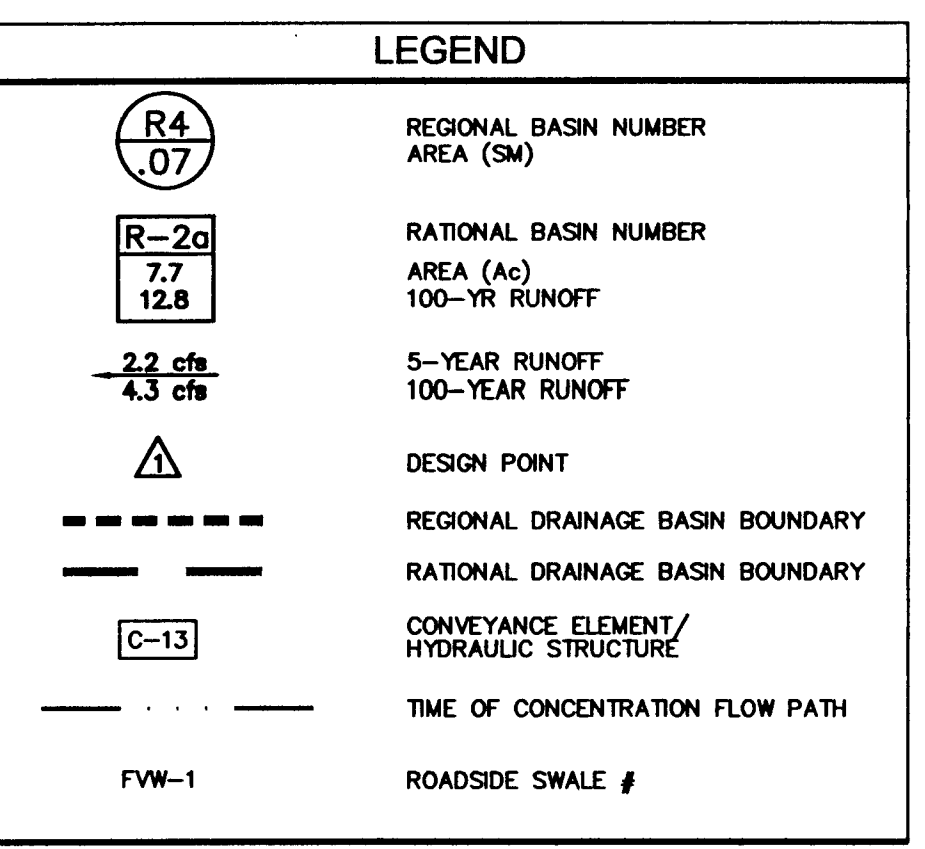 LEGEND
R4
.07
REGIONAL BASIN NUMBER
AREA (SM)
R-2a
7.7
12.8
RATIONAL BASIN NUMBER
AREA (Ac)
100-YR RUNOFF
2.2 cfs
4.3 cfs
5-YEAR RUNOFF
100-YEAR RUNOFF
1
DESIGN POINT
REGIONAL DRAINAGE BASIN BOUNDARY
RATIONAL DRAINAGE BASIN BOUNDARY
C-13
CONVEYANCE ELEMENT/
HYDRAULIC STRUCTURE
TIME OF CONCENTRATION FLOW PATH
FVW-1
ROADSIDE SWALE #